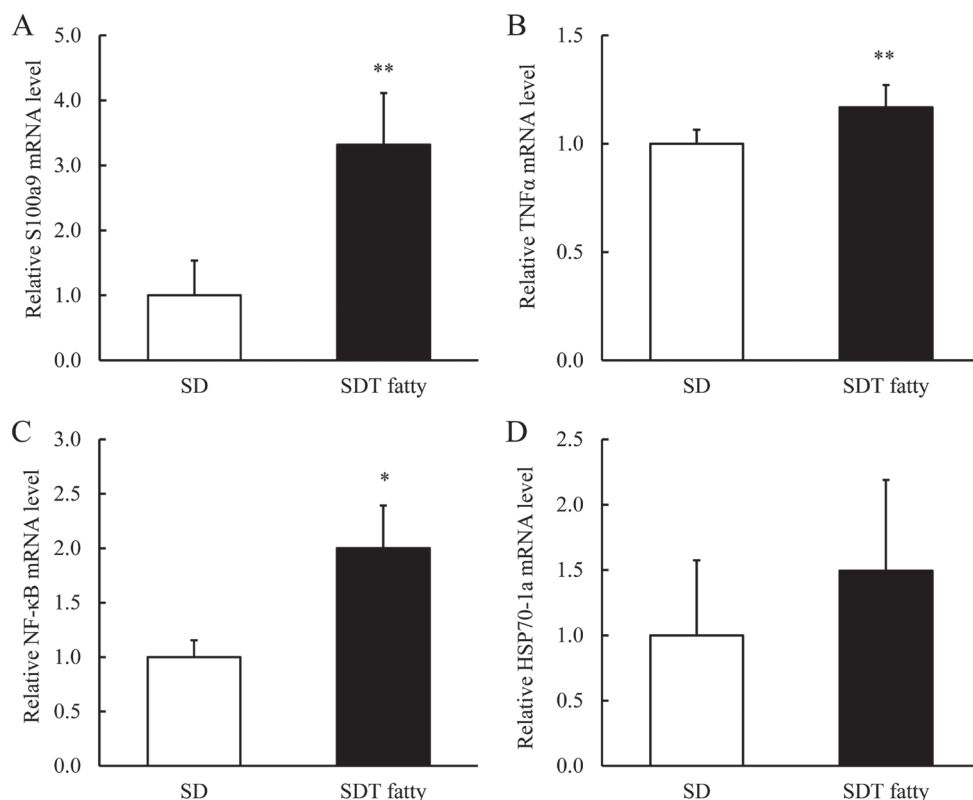 A
Relative S100a9 mRNA level
5.0
4.0
3.0
2.0
1.0
0.0
**
SD
SDT fatty
B
Relative TNFα mRNA level
1.5
1.0
0.5
0.0
**
SD
SDT fatty
C
Relative NF-κB mRNA level
3.0
2.5
2.0
1.5
1.0
0.5
0.0
*
SD
SDT fatty
D
Relative HSP70-1a mRNA level
2.5
2.0
1.5
1.0
0.5
0.0
SD
SDT fatty